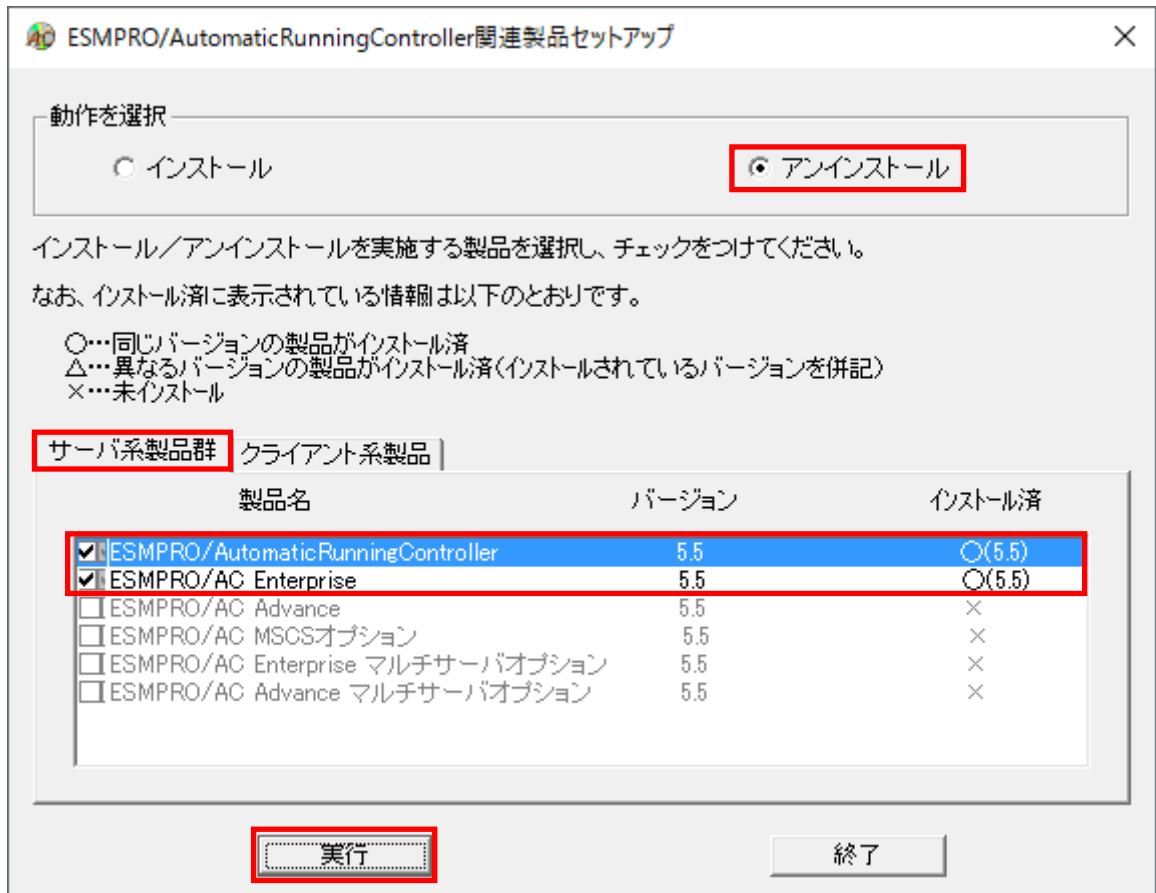 ESMPRO/AutomaticRunningController関連製品セットアップ
動作を選択
インストール アンインストール
インストール/アンインストールを実施する製品を選択し、チェックをつけてください。
なお、インストール済に表示されている情報は以下のとおりです。
○…同じバージョンの製品がインストール済
△…異なるバージョンの製品がインストール済(インストールされているバージョンを併記)
×…未インストール
サーバ系製品群 クライアント系製品
製品名 バージョン インストール済
ESMPRO/AutomaticRunningController 5.5 ○(5.5)
ESMPRO/AC Enterprise 5.5 ○(5.5)
ESMPRO/AC Advance 5.5 ×
ESMPRO/AC MSCSオプション 5.5 ×
ESMPRO/AC Enterprise マルチサーバオプション 5.5 ×
ESMPRO/AC Advance マルチサーバオプション 5.5 ×
実行 終了